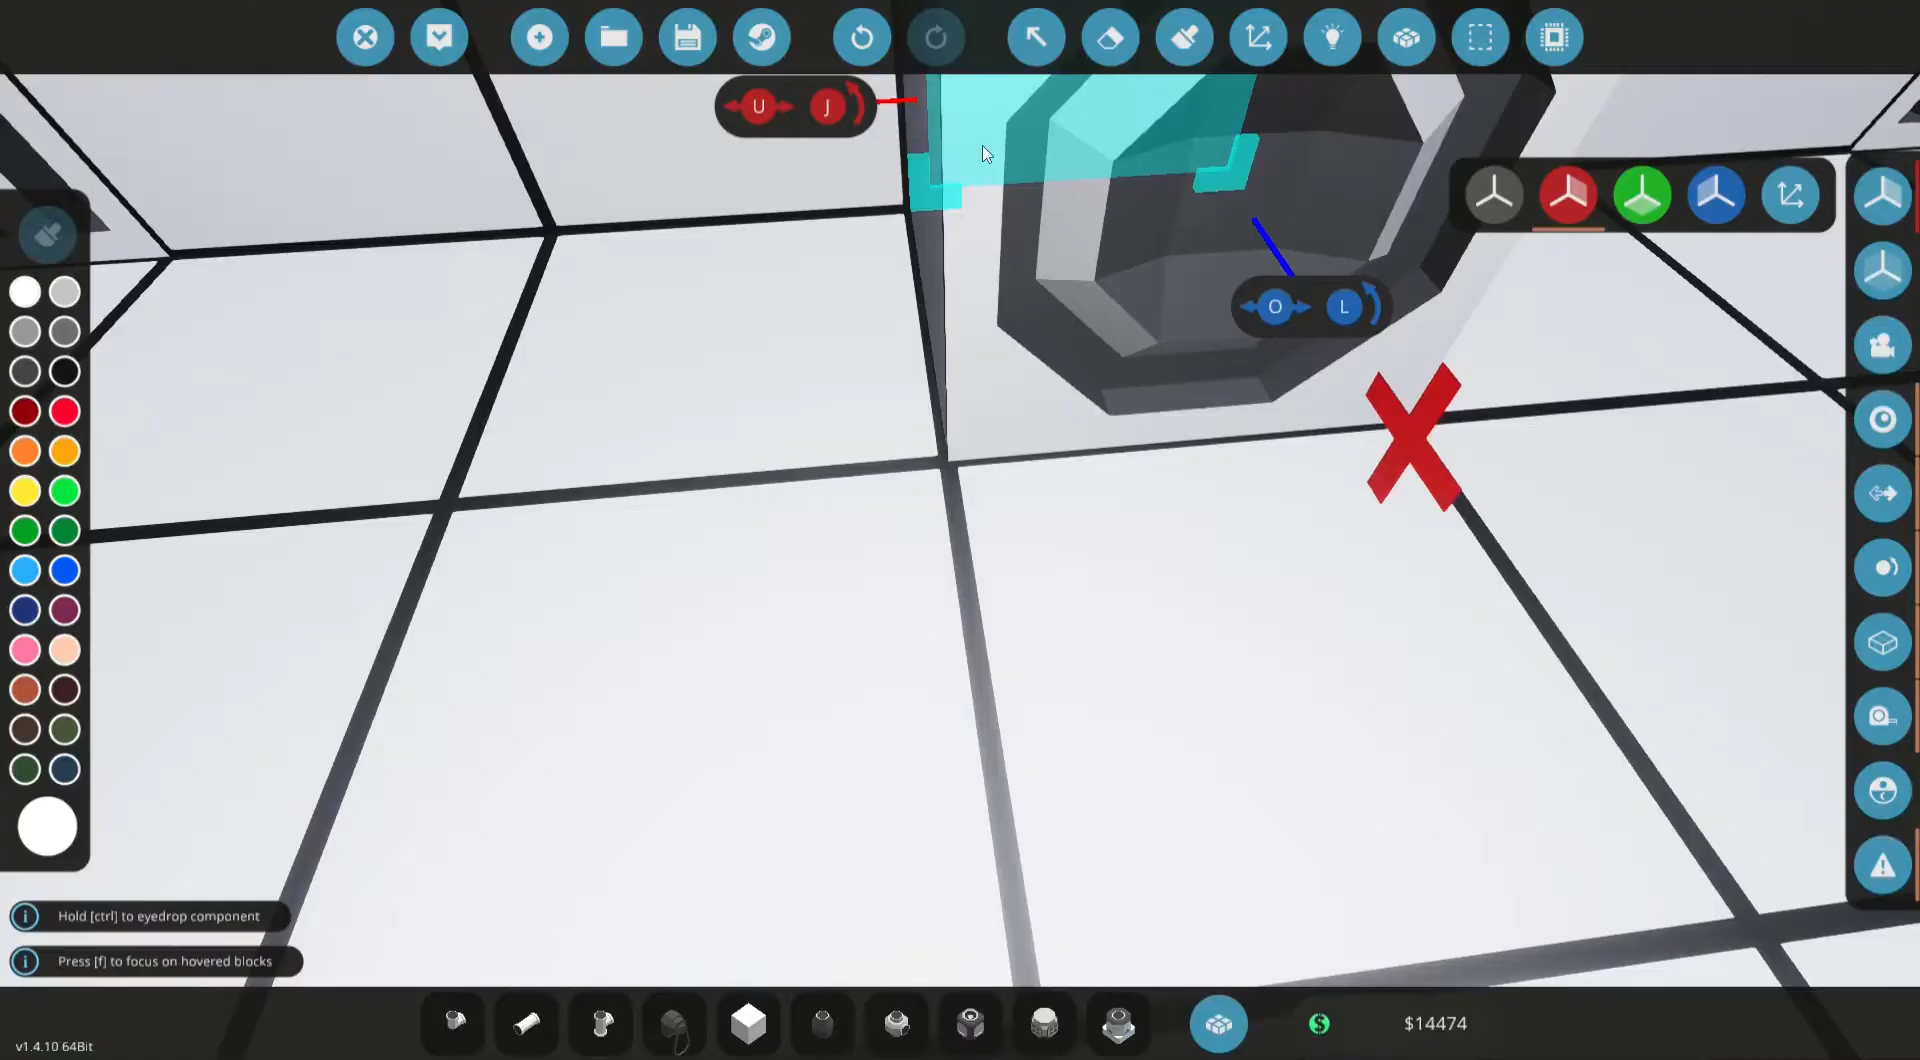 U
J
O
L
Hold [ctrl] to eyedrop component
Press [f] to focus on hovered blocks
$14474
v1.4.10 64Bit